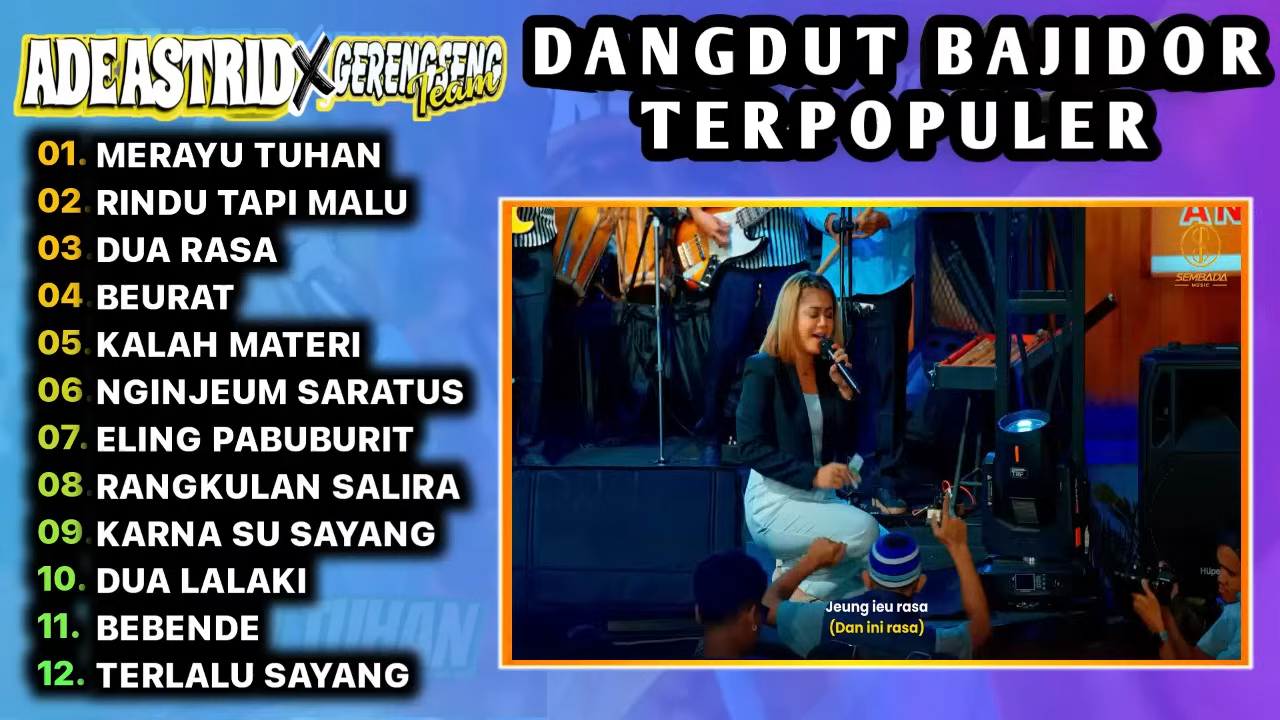 ADE ASTRID X GERENGSENG Team
DANGDUT BAJIDOR
TERPOPULER
01. MERAYU TUHAN
02. RINDU TAPI MALU
03. DUA RASA
04. BEURAT
05. KALAH MATERI
06. NGINJEUM SARATUS
07. ELING PABUBURIT
08. RANGKULAN SALIRA
09. KARNA SU SAYANG
10. DUA LALAKI
11. BEBENDE
12. TERLALU SAYANG
AN
SEMBADA
MUSIC
Jeung ieu rasa
(Dan ini rasa)
TUHAN